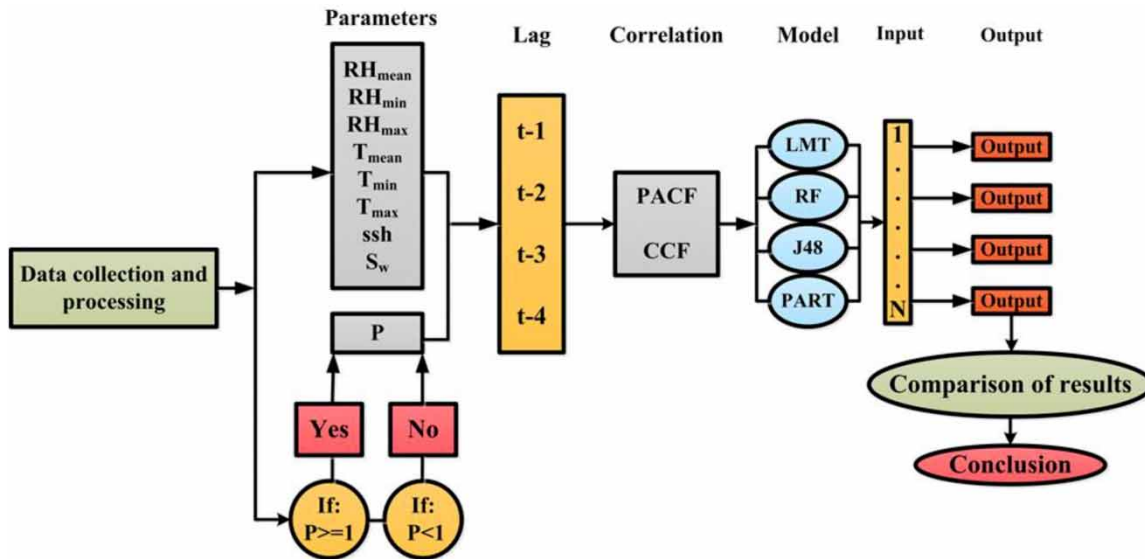 Parameters
Lag
Correlation
Model
Input
Output
RHmean
RHmin
RHmax
Tmean
Tmin
Tmax
ssh
Sw
P
Data collection and
processing
Yes
No
If:
P>=1
If:
P<1
t-1
t-2
t-3
t-4
PACF
CCF
LMT
RF
J48
PART
1
.
.
.
.
.
N
Output
Output
Output
Output
Comparison of results
Conclusion